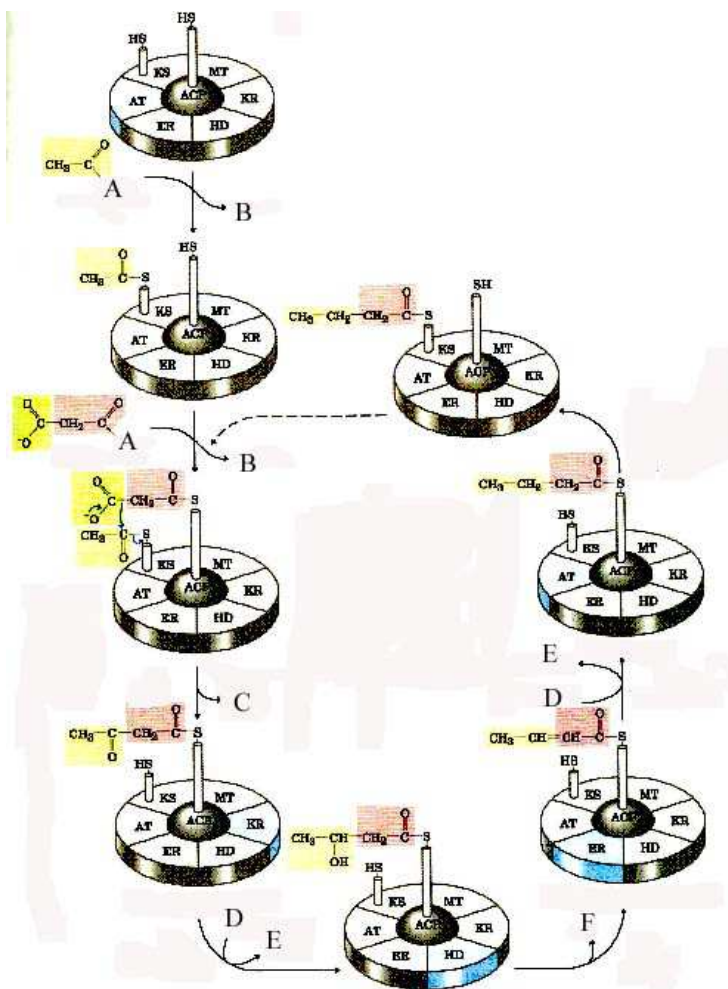 HS
HS
KS MT
AT ACP KR
ER HD
CH3-C O
A
B
O
CH3 C S
HS
KS MT
AT ACP KR
ER HD
O
CH3-CH2-CH2-C-S
SH
KS MT
AT ACP KR
ER HD
C-CH2-C O
-O
A
B
O O
C CH2-C-S
-O
CH3 C S
O
KS MT
AT ACP KR
ER HD
O
CH3-CH2-CH2-C-S
HS
KS MT
AT ACP KR
ER HD
C
E
D
O
CH3-C-CH2-C-S
O
HS
KS MT
AT ACP KR
ER HD
O
CH3-CH=CH-C-S
HS
KS MT
AT ACP KR
ER HD
O
CH3-CH-CH2-C-S
OH
HS
KS MT
AT ACP KR
ER HD
D
E
F